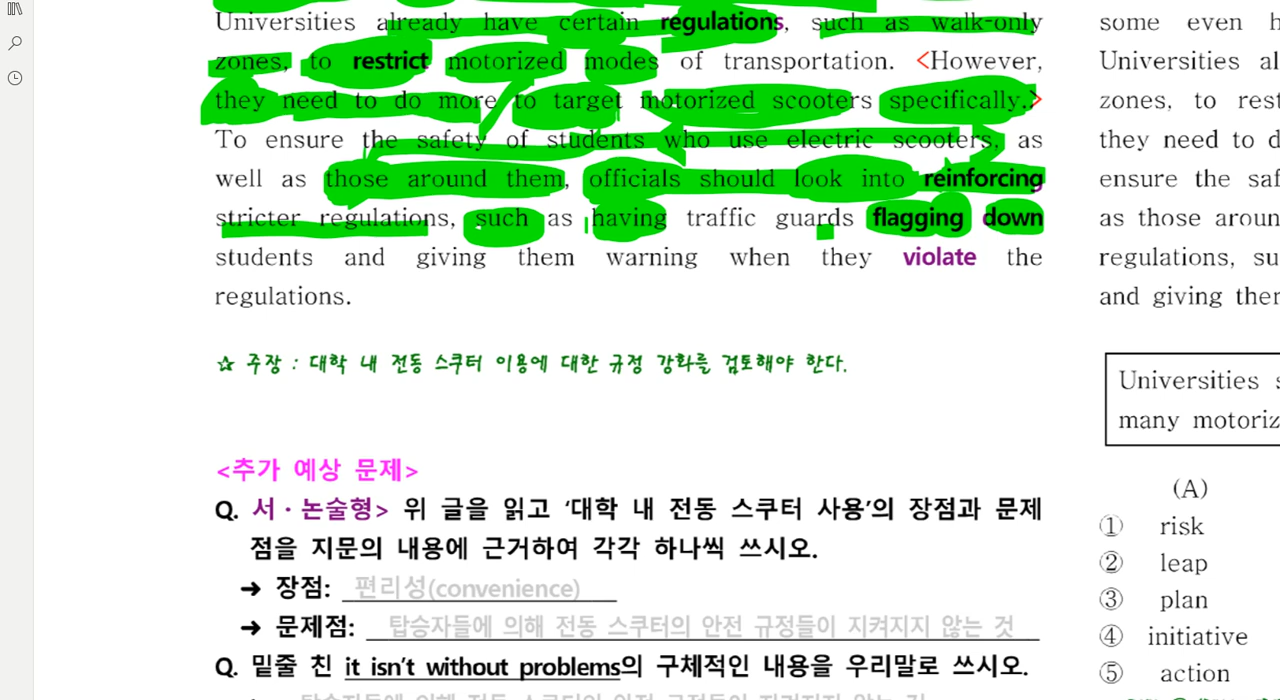 Universities already have certain regulations, such as walk-only
zones, to restrict motorized modes of transportation. <However,
they need to do more to target motorized scooters specifically.>
To ensure the safety of students who use electric scooters, as
well as those around them, officials should look into reinforcing
stricter regulations, such as having traffic guards flagging down
students and giving them warning when they violate the
regulations.
☆ 주장 : 대학 내 전동 스쿠터 이용에 대한 규정 강화를 검토해야 한다.
<추가 예상 문제>
Q. 서·논술형> 위 글을 읽고 ‘대학 내 전동 스쿠터 사용’의 장점과 문제
점을 지문의 내용에 근거하여 각각 하나씩 쓰시오.
➜ 장점: 편리성(convenience)
➜ 문제점: 탑승자들에 의해 전동 스쿠터의 안전 규정들이 지켜지지 않는 것
Q. 밑줄 친 it isn’t without problems의 구체적인 내용을 우리말로 쓰시오.
some even h
Universities al
zones, to rest
they need to d
ensure the saf
as those aroun
regulations, su
and giving ther
Universities s
many motoriz
(A)
① risk
② leap
③ plan
④ initiative
⑤ action